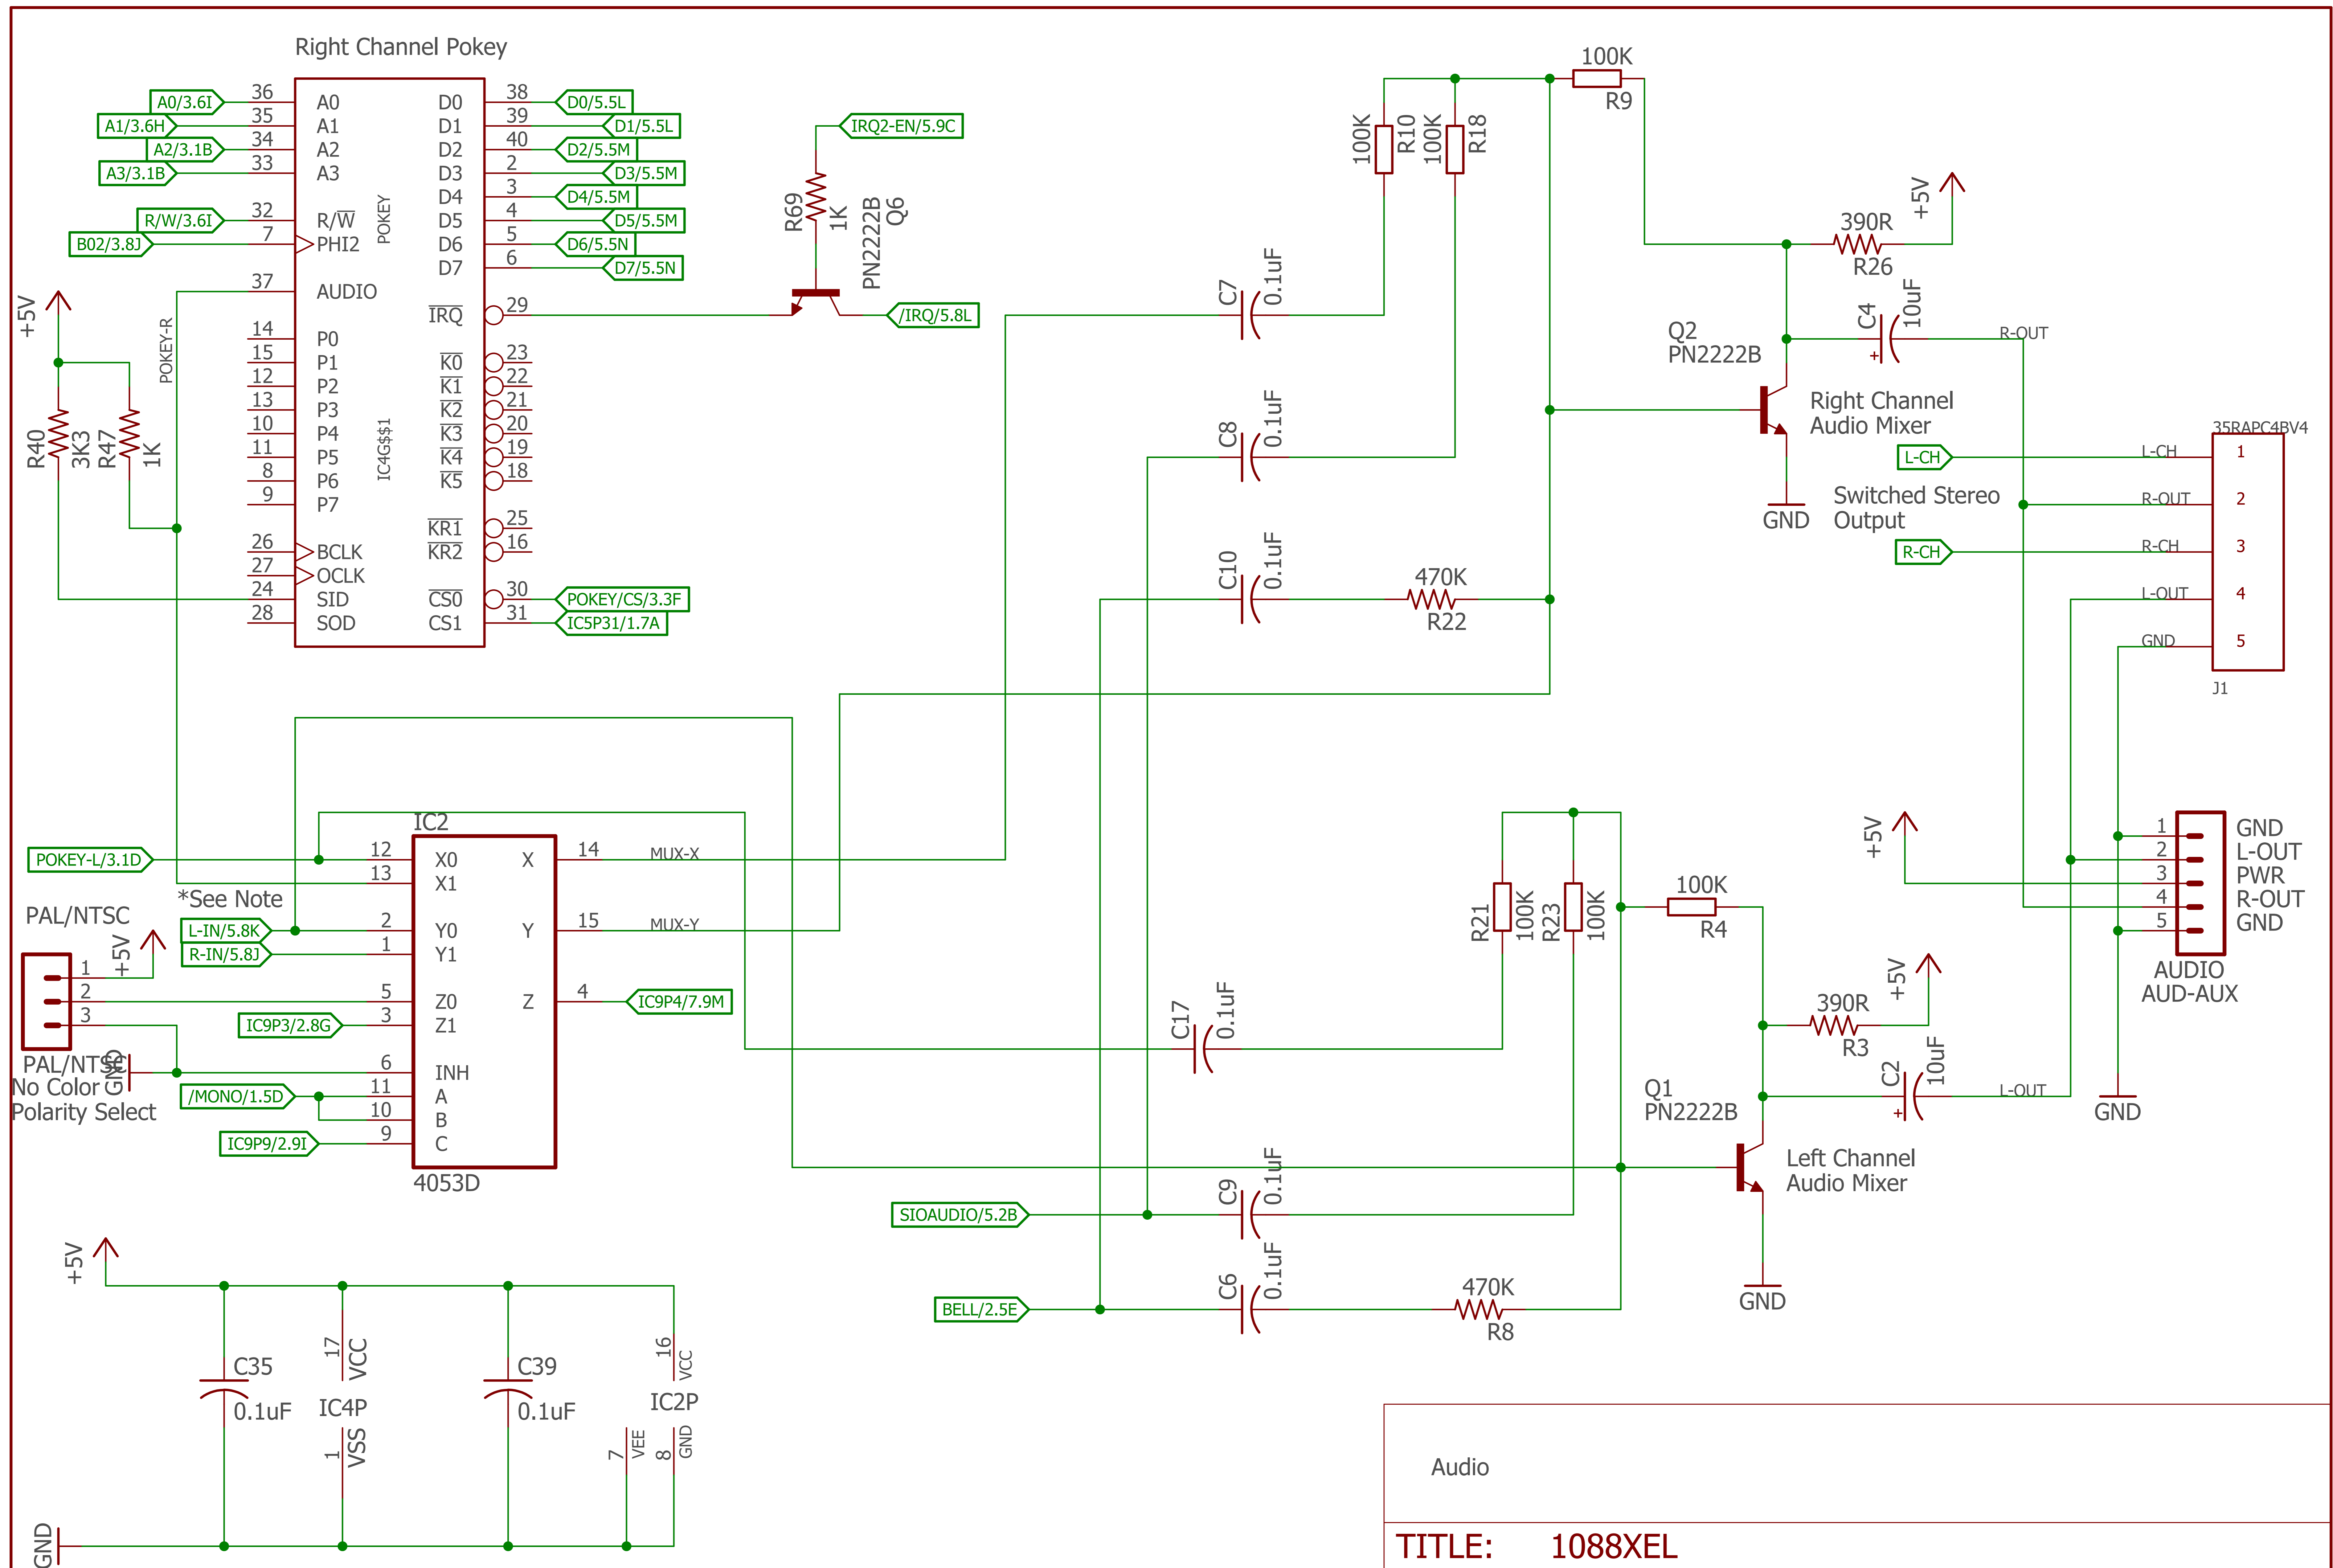 Right Channel Pokey
A0/3.6I 36 A0 D0 38 D0/5.5L
A1/3.6H 35 A1 D1 39 D1/5.5L
A2/3.1B 34 A2 D2 40 D2/5.5M
A3/3.1B 33 A3 D3 2 D3/5.5M
D4 3 D4/5.5M
R/W/3.6I 32 R/W D5 4 D5/5.5M
B02/3.8J 7 PHI2 D6 5 D6/5.5N
D7 6 D7/5.5N
37 AUDIO
IRQ 29
14 P0
15 P1 K0 23
12 P2 K1 22
13 P3 K2 21
10 P4 K3 20
11 P5 K4 19
8 P6 K5 18
9 P7
KR1 25
26 BCLK KR2 16
27 OCLK
24 SID CS0 30 POKEY/CS/3.3F
28 SOD CS1 31 IC5P31/1.7A
POKEY
IC4G$$1
POKEY-R
+5V
R40
3K3
R47
1K
IRQ2-EN/5.9C
R69
1K
PN2222B
Q6
/IRQ/5.8L
100K
R9
100K
R10
100K
R18
C7
0.1uF
C8
0.1uF
C10
0.1uF
470K
R22
+5V
390R
R26
C4
10uF
+
R-OUT
Q2
PN2222B
Right Channel
Audio Mixer
GND
35RAPC4BV4
L-CH L-CH 1
Switched Stereo
Output
R-OUT 2
R-CH R-CH 3
L-OUT 4
GND 5
J1
IC2
POKEY-L/3.1D 12 X0 X 14 MUX-X
13 X1
*See Note
L-IN/5.8K 2 Y0 Y 15 MUX-Y
R-IN/5.8J 1 Y1
5 Z0 Z 4 IC9P4/7.9M
IC9P3/2.8G 3 Z1
6 INH
/MONO/1.5D 11 A
10 B
IC9P9/2.9I 9 C
4053D
PAL/NTSC
+5V
1
2
3
PAL/NTSC
GND
No Color
Polarity Select
R21
100K
R23
100K
100K
R4
C17
0.1uF
+5V
390R
R3
C2
10uF
+
L-OUT
Q1
PN2222B
Left Channel
Audio Mixer
GND
SIOAUDIO/5.2B
C9
0.1uF
BELL/2.5E
C6
0.1uF
470K
R8
+5V
1 GND
2 L-OUT
3 PWR
4 R-OUT
5 GND
AUDIO
AUD-AUX
GND
+5V
C35
0.1uF
17
VCC
IC4P
1
VSS
C39
0.1uF
16
VCC
IC2P
7
VEE
8
GND
GND
Audio
TITLE: 1088XEL